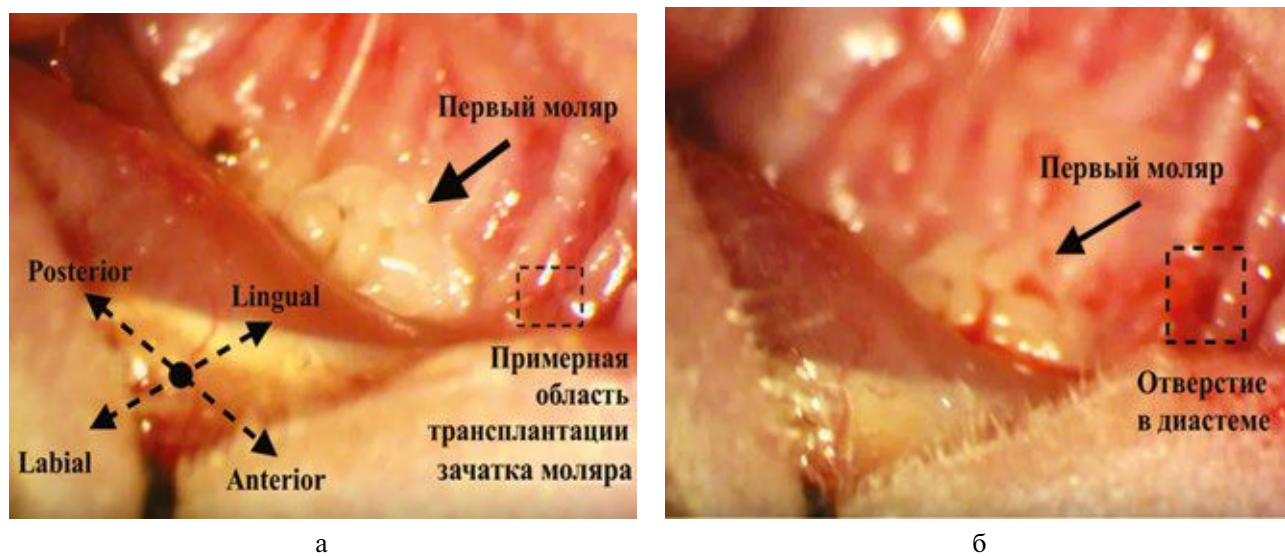 Первый моляр
Posterior
Lingual
Labial
Anterior
Примерная
область
трансплантации
зачатка моляра
а
Первый моляр
Отверстие
в диастеме
б